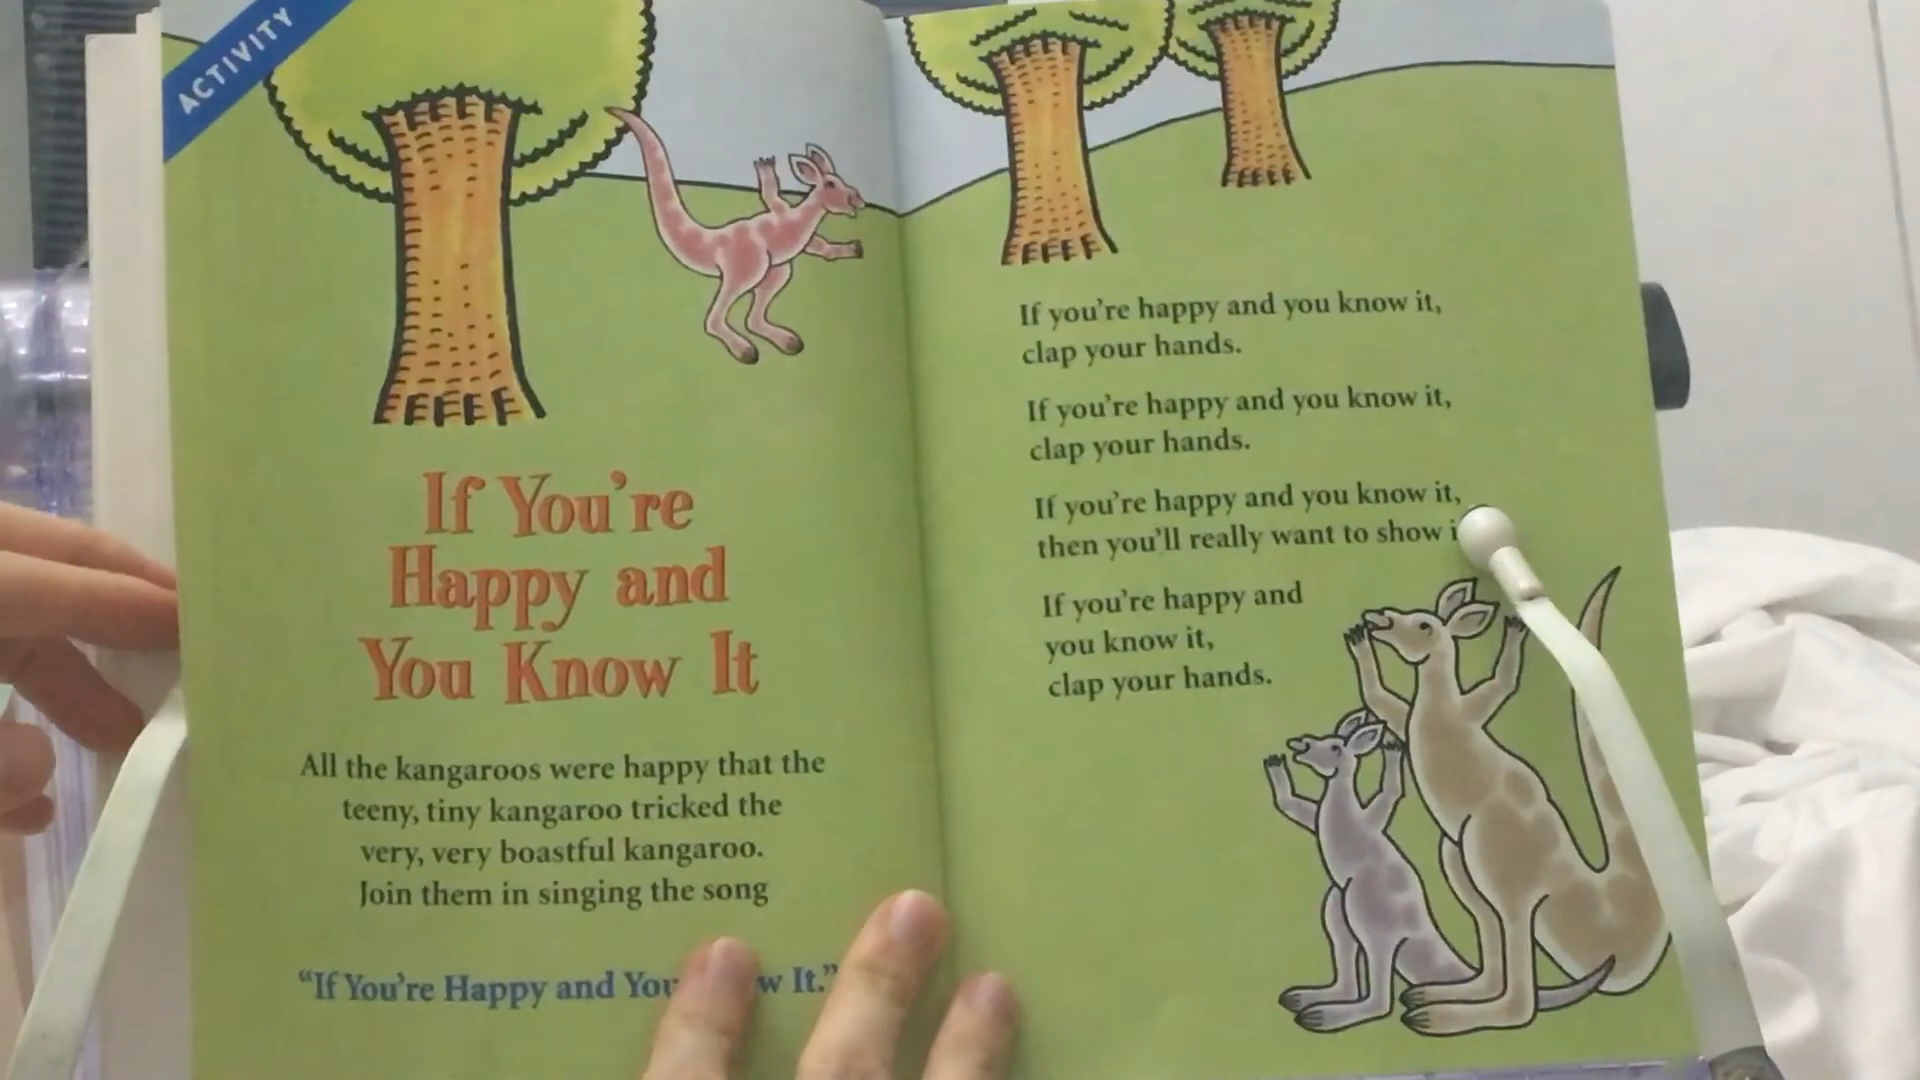 ACTIVITY
If You're
Happy and
You Know It
All the kangaroos were happy that the
teeny, tiny kangaroo tricked the
very, very boastful kangaroo.
Join them in singing the song
"If You're Happy and It."
If you're happy and you know it,
clap your hands.
If you're happy and you know it,
clap your hands.
If you're happy and you know it,
then you'll really want to show
If you're happy and
you know it,
clap your hands.